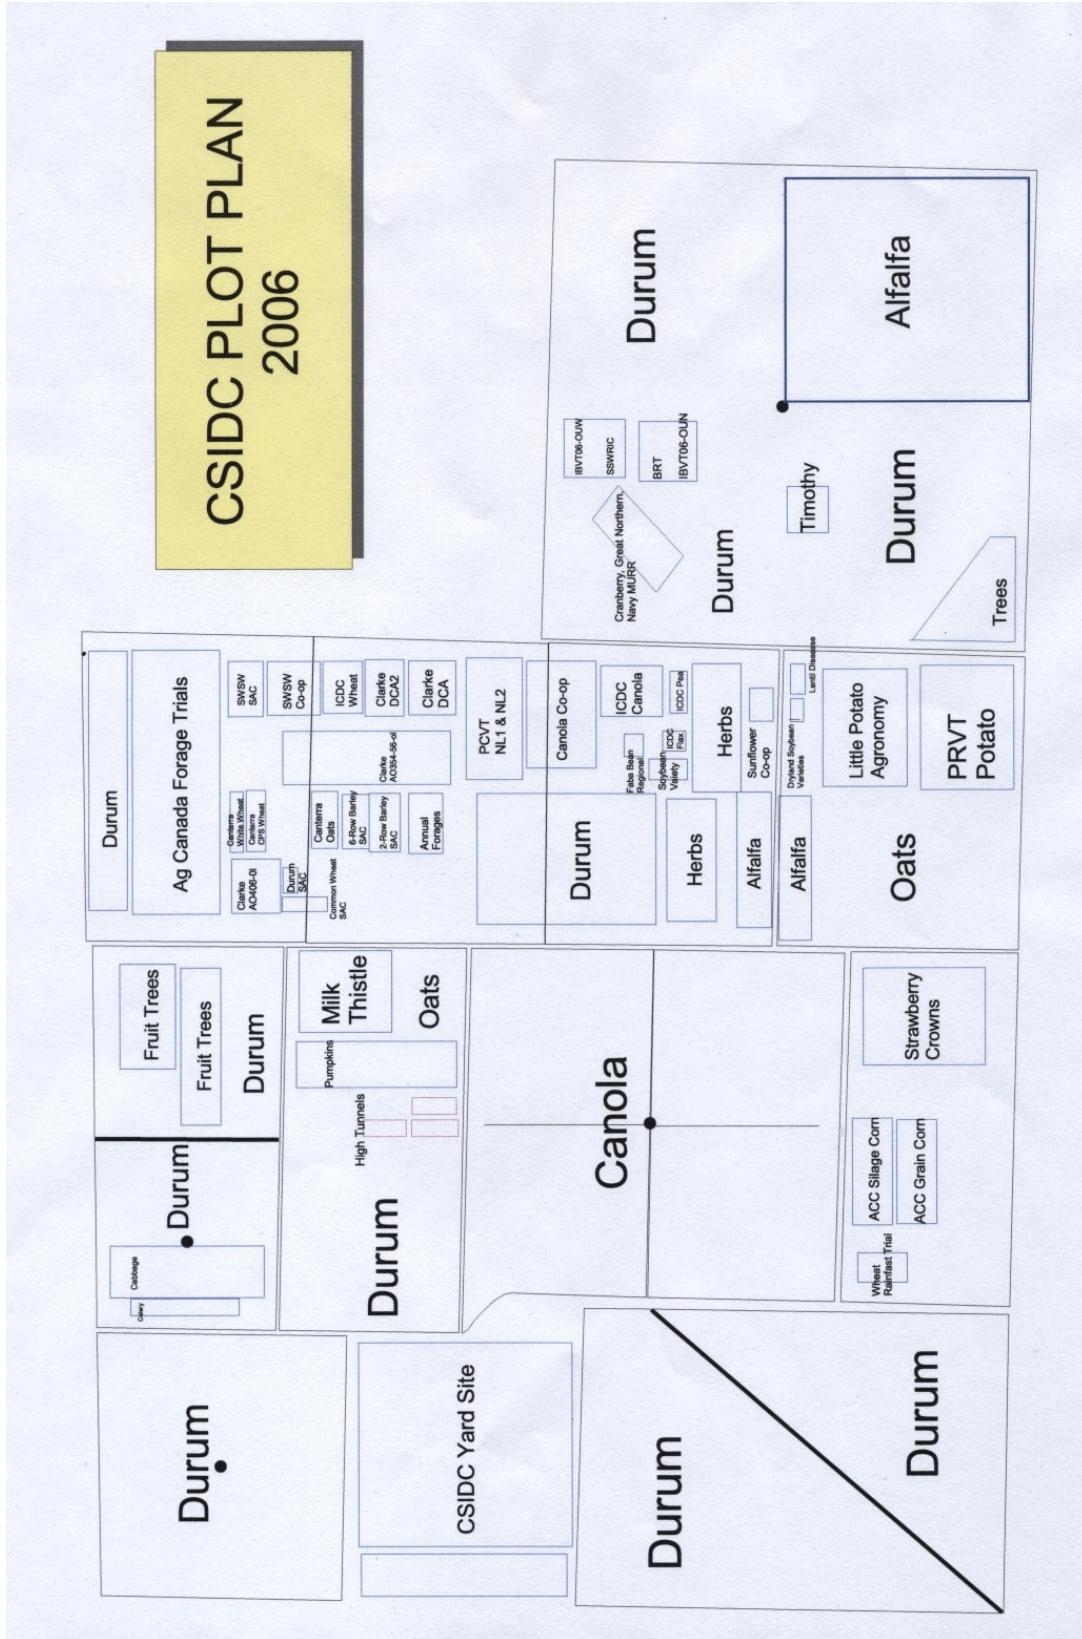 CSIDC PLOT PLAN
2006
Durum
Alfalfa
IBVT06-OUW
SSWRIC
BRT
IBVT06-OUN
Cranberry, Great Northern,
Navy MURR
Durum
Timothy
Durum
Trees
Durum
Ag Canada Forage Trials
SWSW
SAC
SWSW
Co-op
ICDC
Wheat
Clarke
DCA2
Clarke
DCA
Clarke
AO354-56-ol
Canterra
White Wheat
Canterra
CPS Wheat
Clarke
AO406-0l
Durum
SAC
Common Wheat
SAC
Canterra
Oats
6-Row Barley
SAC
2-Row Barley
SAC
Annual
Forages
PCVT
NL1 & NL2
Canola Co-op
ICDC
Canola
ICDC Pea
Faba Bean
Regional
Soybean
Vaiety
ICDC
Flax
Herbs
Sunflower
Co-op
Durum
Herbs
Alfalfa
Lentil Diseasse
Dryland Soybean
Varieties
Alfalfa
Little Potato
Agronomy
PRVT
Potato
Oats
Fruit Trees
Fruit Trees
Durum
Durum
Cabbege
Celery
Milk
Thistle
Oats
Pumpkins
High Tunnels
Durum
Canola
Strawberry
Crowns
ACC Silage Corn
ACC Grain Corn
Wheat
Rainfast Trial
Durum
CSIDC Yard Site
Durum
Durum